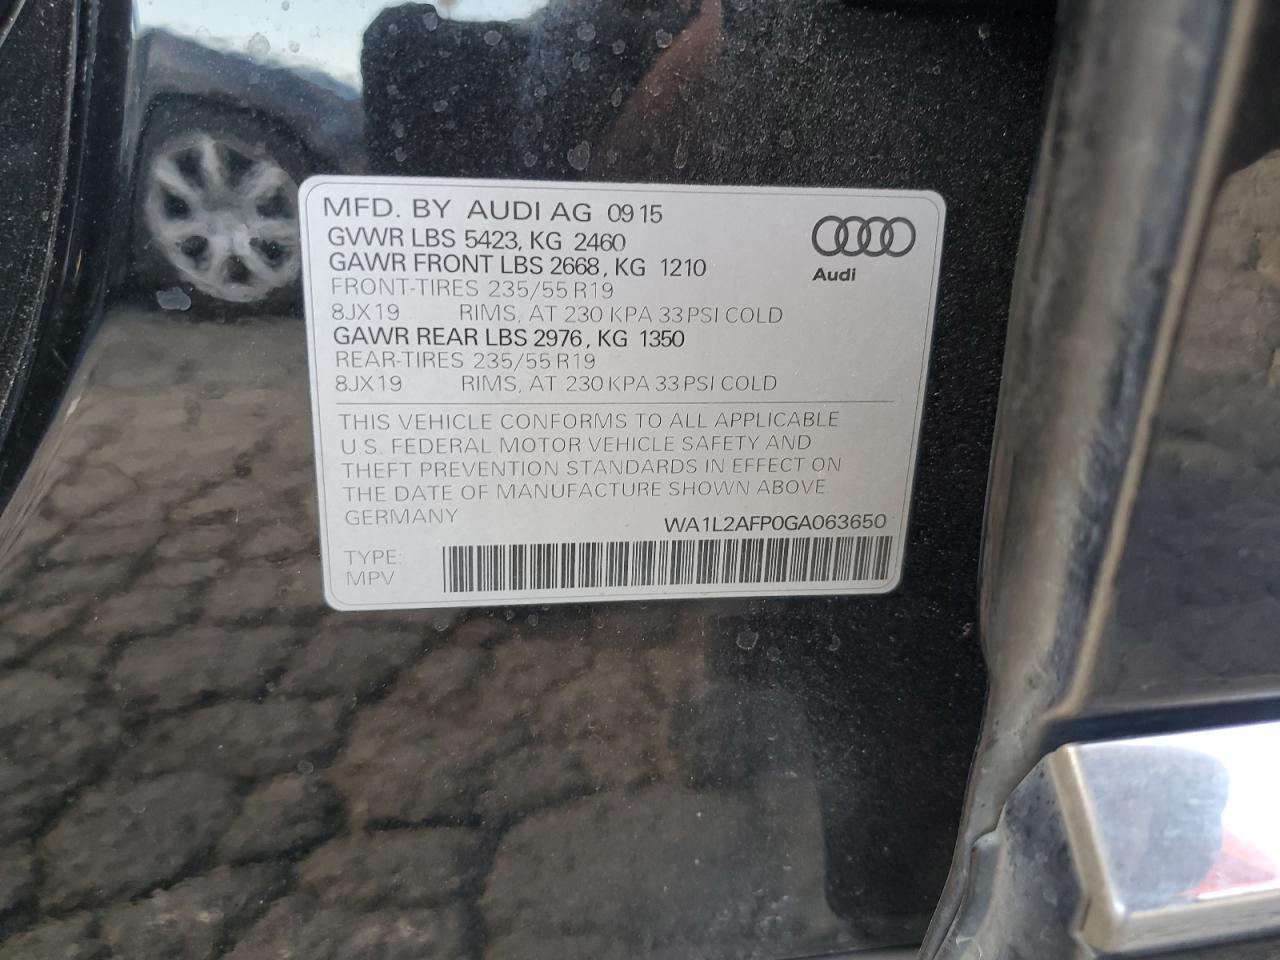 MFD. BY AUDI AG 09 15
GVWR LBS 5423, KG 2460
GAWR FRONT LBS 2668, KG 1210
FRONT-TIRES 235/55 R19
8JX19 RIMS, AT 230 KPA 33 PSI COLD
GAWR REAR LBS 2976, KG 1350
REAR-TIRES 235/55 R19
8JX19 RIMS, AT 230 KPA 33 PSI COLD
Audi
THIS VEHICLE CONFORMS TO ALL APPLICABLE
U.S. FEDERAL MOTOR VEHICLE SAFETY AND
THEFT PREVENTION STANDARDS IN EFFECT ON
THE DATE OF MANUFACTURE SHOWN ABOVE
GERMANY WA1L2AFP0GA063650
TYPE:
MPV